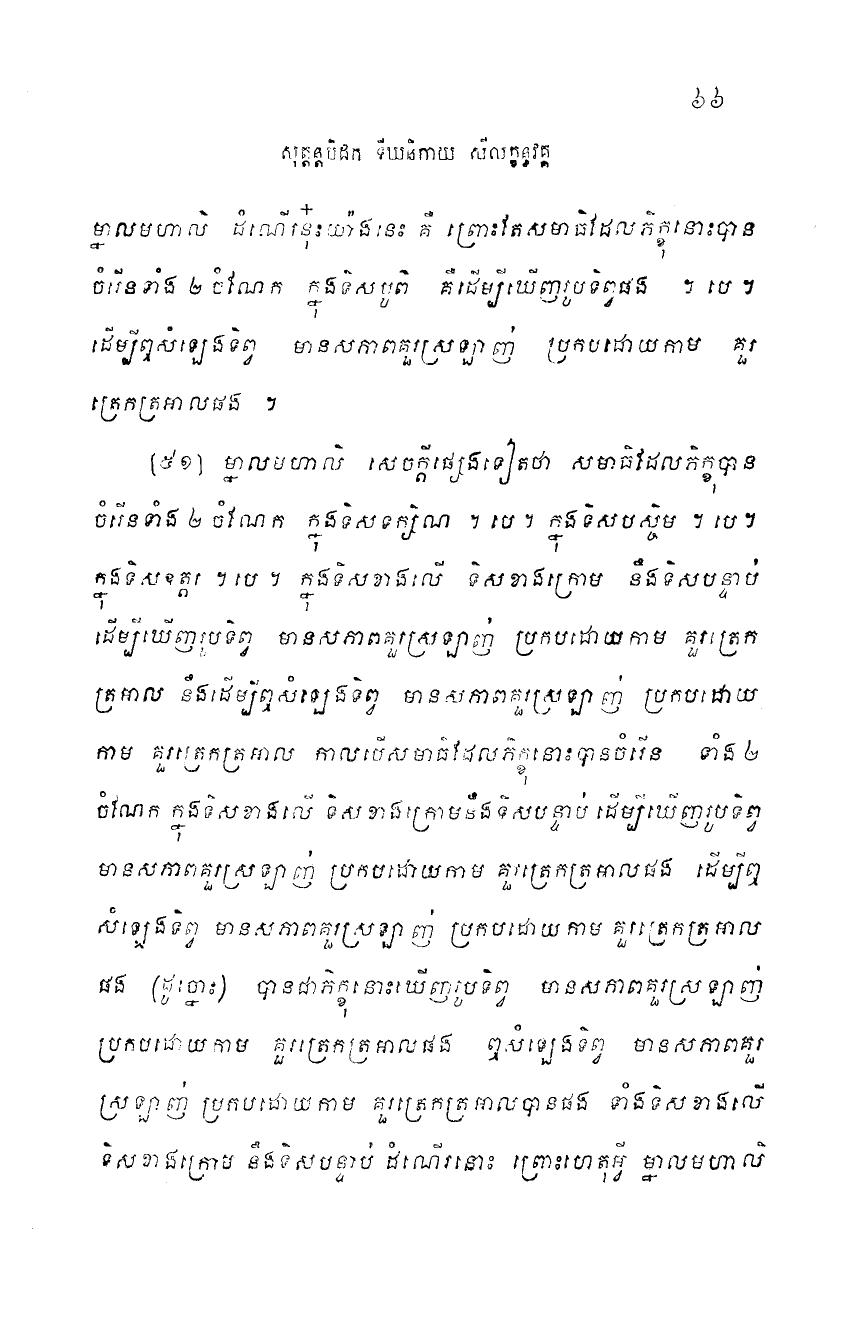 ៦៦
សុត្តន្តបិដក ទីឃនិកាយ សីលក្ខន្ធវគ្គ
ម្នាលមហាលិ ដំណើរនុ៎ះយ៉ាងនេះ គឺ ព្រោះតែសមាធិដែលភិក្ខុនោះបាន
ចំរើនទាំង ២ ចំណែក ក្នុងទិសបូព៌ គឺដើម្បីឃើញរូបទិព្វផង ។ បេ ។
ដើម្បីឮសំឡេងទិព្វ មានសភាពគួរស្រឡាញ់ ប្រកបដោយកាម គួរ
ត្រេកត្រអាលផង ។
(៥១) ម្នាលមហាលិ សេចក្តីផ្សេងទៀតថា សមាធិដែលភិក្ខុបាន
ចំរើនទាំង ២ ចំណែក ក្នុងទិសទក្សិណ ។ បេ ។ ក្នុងទិសបស្ចិម ។ បេ ។
ក្នុងទិសឧត្តរ ។ បេ ។ ក្នុងទិសខាងលើ ទិសខាងក្រោម នឹងទិសបន្ទាប់
ដើម្បីឃើញរូបទិព្វ មានសភាពគួរស្រឡាញ់ ប្រកបដោយកាម គួរត្រេក
ត្រអាល នឹងដើម្បីឮសំឡេងទិព្វ មានសភាពគួរស្រឡាញ់ ប្រកបដោយ
កាម គួរត្រេកត្រអាល កាលបើសមាធិដែលភិក្ខុនោះបានចំរើន ទាំង ២
ចំណែក ក្នុងទិសខាងលើ ទិសខាងក្រោមនឹងទិសបន្ទាប់ ដើម្បីឃើញរូបទិព្វ
មានសភាពគួរស្រឡាញ់ ប្រកបដោយកាម គួរត្រេកត្រអាលផង ដើម្បីឮ
សំឡេងទិព្វ មានសភាពគួរស្រឡាញ់ ប្រកបដោយកាម គួរត្រេកត្រអាល
ផង (ដូច្នោះ) បានជាភិក្ខុនោះឃើញរូបទិព្វ មានសភាពគួរស្រឡាញ់
ប្រកបដោយកាម គួរត្រេកត្រអាលផង ឮសំឡេងទិព្វ មានសភាពគួរ
ស្រឡាញ់ ប្រកបដោយកាម គួរត្រេកត្រអាលបានផង ទាំងទិសខាងលើ
ទិសខាងក្រោម នឹងទិសបន្ទាប់ ដំណើរនោះ ព្រោះហេតុអ្វី ម្នាលមហាលិ